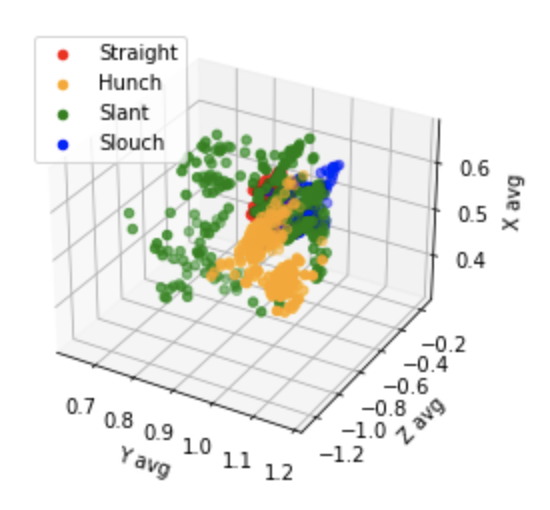 Straight
Hunch
Slant
Slouch
0.6
0.5
0.4
X avg
-0.2
-0.4
-0.6
-0.8
-1.0
-1.2
Z avg
0.7
0.8
0.9
1.0
1.1
1.2
Y avg